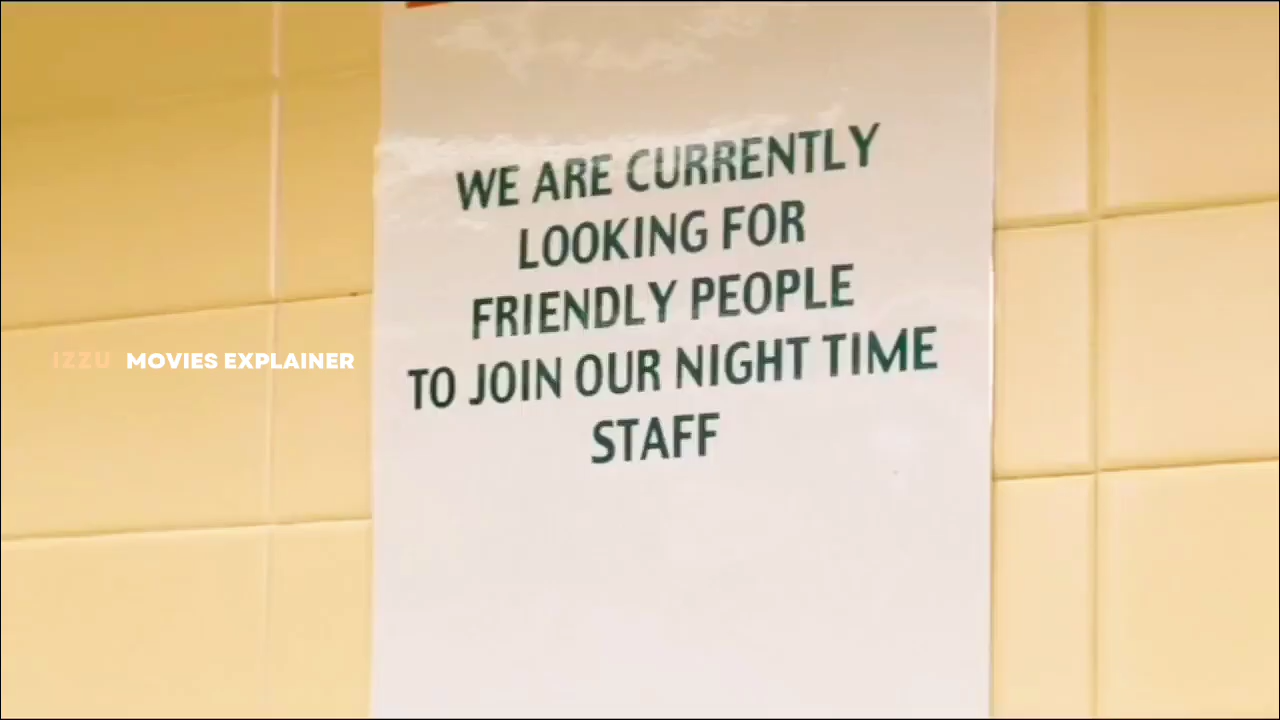 WE ARE CURRENTLY
LOOKING FOR
FRIENDLY PEOPLE
TO JOIN OUR NIGHT TIME
STAFF
IZZU MOVIES EXPLAINER